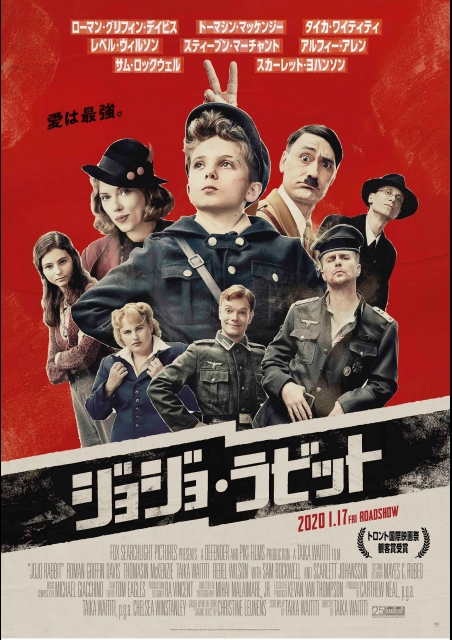 ローマン・グリフィン・デイビス トーマシン・マッケンジー タイカ・ワイティティ
レベル・ウィルソン スティーブン・マーチャント アルフィー・アレン
サム・ロックウェル スカーレット・ヨハンソン
愛は最強。
ジョジョ・ラビット
2020 1.17 FRI ROADSHOW
トロント国際映画祭
観客賞受賞
FOX SEARCHLIGHT PICTURES PRESENTS A DEFENDER AND PIKI FILMS PRODUCTION A TAIKA WAITITI FILM
"JOJO RABBIT" ROMAN GRIFFIN DAVIS THOMASIN McKENZIE TAIKA WAITITI REBEL WILSON WITH SAM ROCKWELL AND SCARLETT JOHANSSON MAYES C. RUBEO
MICHAEL GIACCHINO TOM EAGLES RA VINCENT MIHAI MALAIMARE, JR. KEVAN VAN THOMPSON CARTHEW NEAL, p.g.a.
TAIKA WAITITI, p.g.a. CHELSEA WINSTANLEY CHRISTINE LEUNENS TAIKA WAITITI TAIKA WAITITI